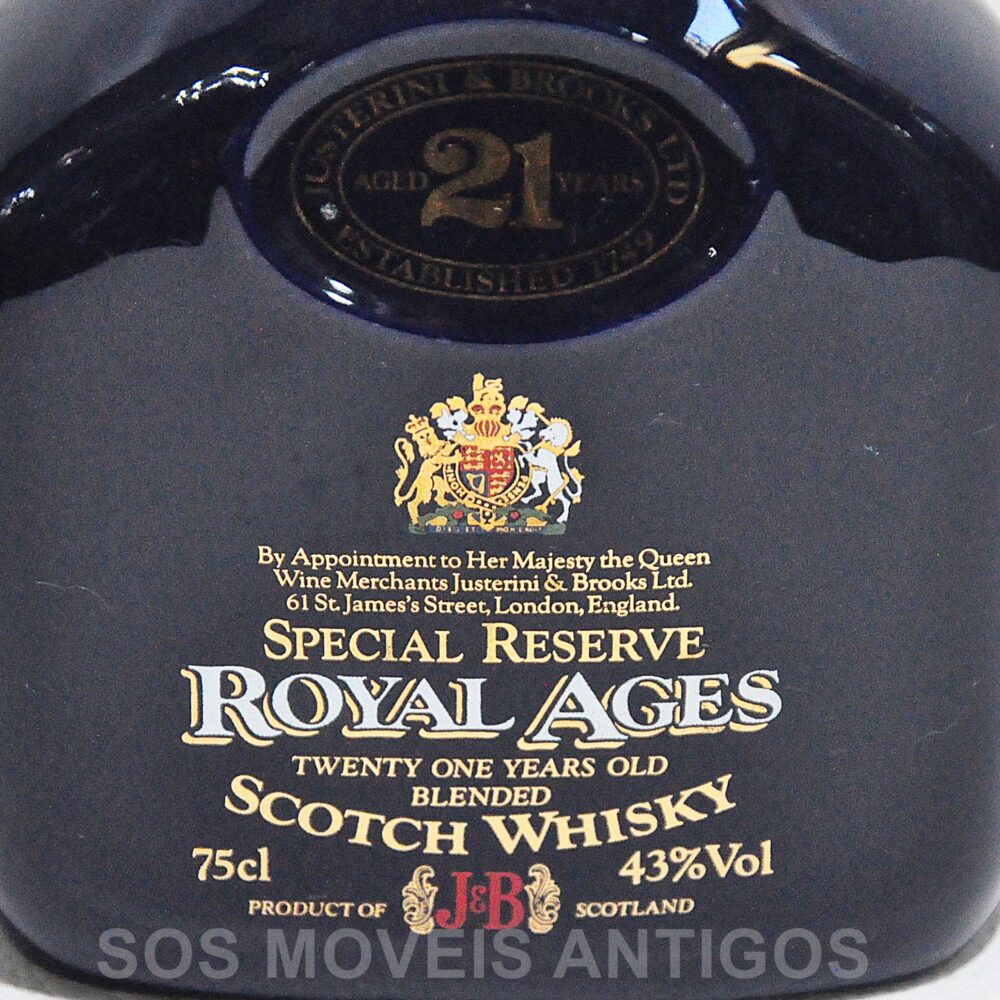 JUSTERINI & BROOKS LTD
AGED 21 YEARS
ESTABLISHED 1749
By Appointment to Her Majesty the Queen
Wine Merchants Justerini & Brooks Ltd.
61 St. James's Street, London, England.
SPECIAL RESERVE
ROYAL AGES
TWENTY ONE YEARS OLD
BLENDED
SCOTCH WHISKY
75cl 43%Vol
PRODUCT OF J&B SCOTLAND
SOS MOVEIS ANTIGOS